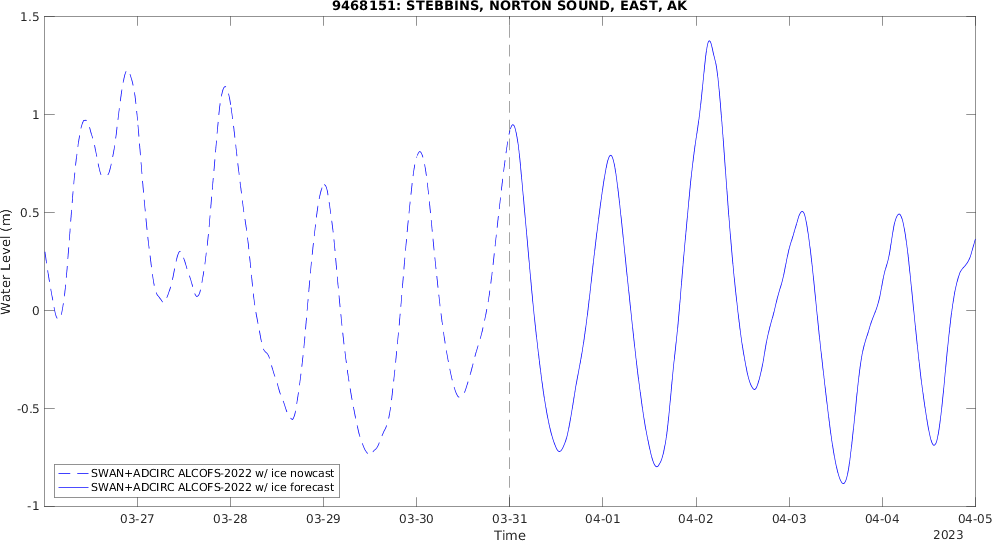 9468151: STEBBINS, NORTON SOUND, EAST, AK
1.5
1
0.5
0
-0.5
-1
Water Level (m)
SWAN+ADCIRC ALCOFS-2022 w/ ice nowcast
SWAN+ADCIRC ALCOFS-2022 w/ ice forecast
03-27 03-28 03-29 03-30 03-31 04-01 04-02 04-03 04-04 04-05
Time
2023